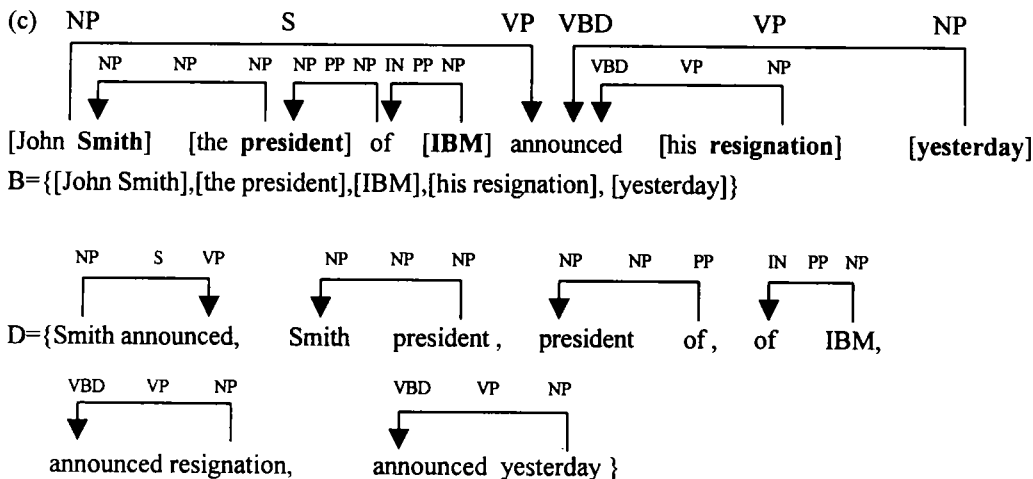 (c) NP S VP VBD VP NP
NP NP NP NP PP NP IN PP NP VBD VP NP
[John Smith] [the president] of [IBM] announced [his resignation] [yesterday]
B={[John Smith],[the president],[IBM],[his resignation], [yesterday]}
NP S VP NP NP NP NP NP PP IN PP NP
D={Smith announced, Smith president, president of, of IBM,
VBD VP NP VBD VP NP
announced resignation, announced yesterday }